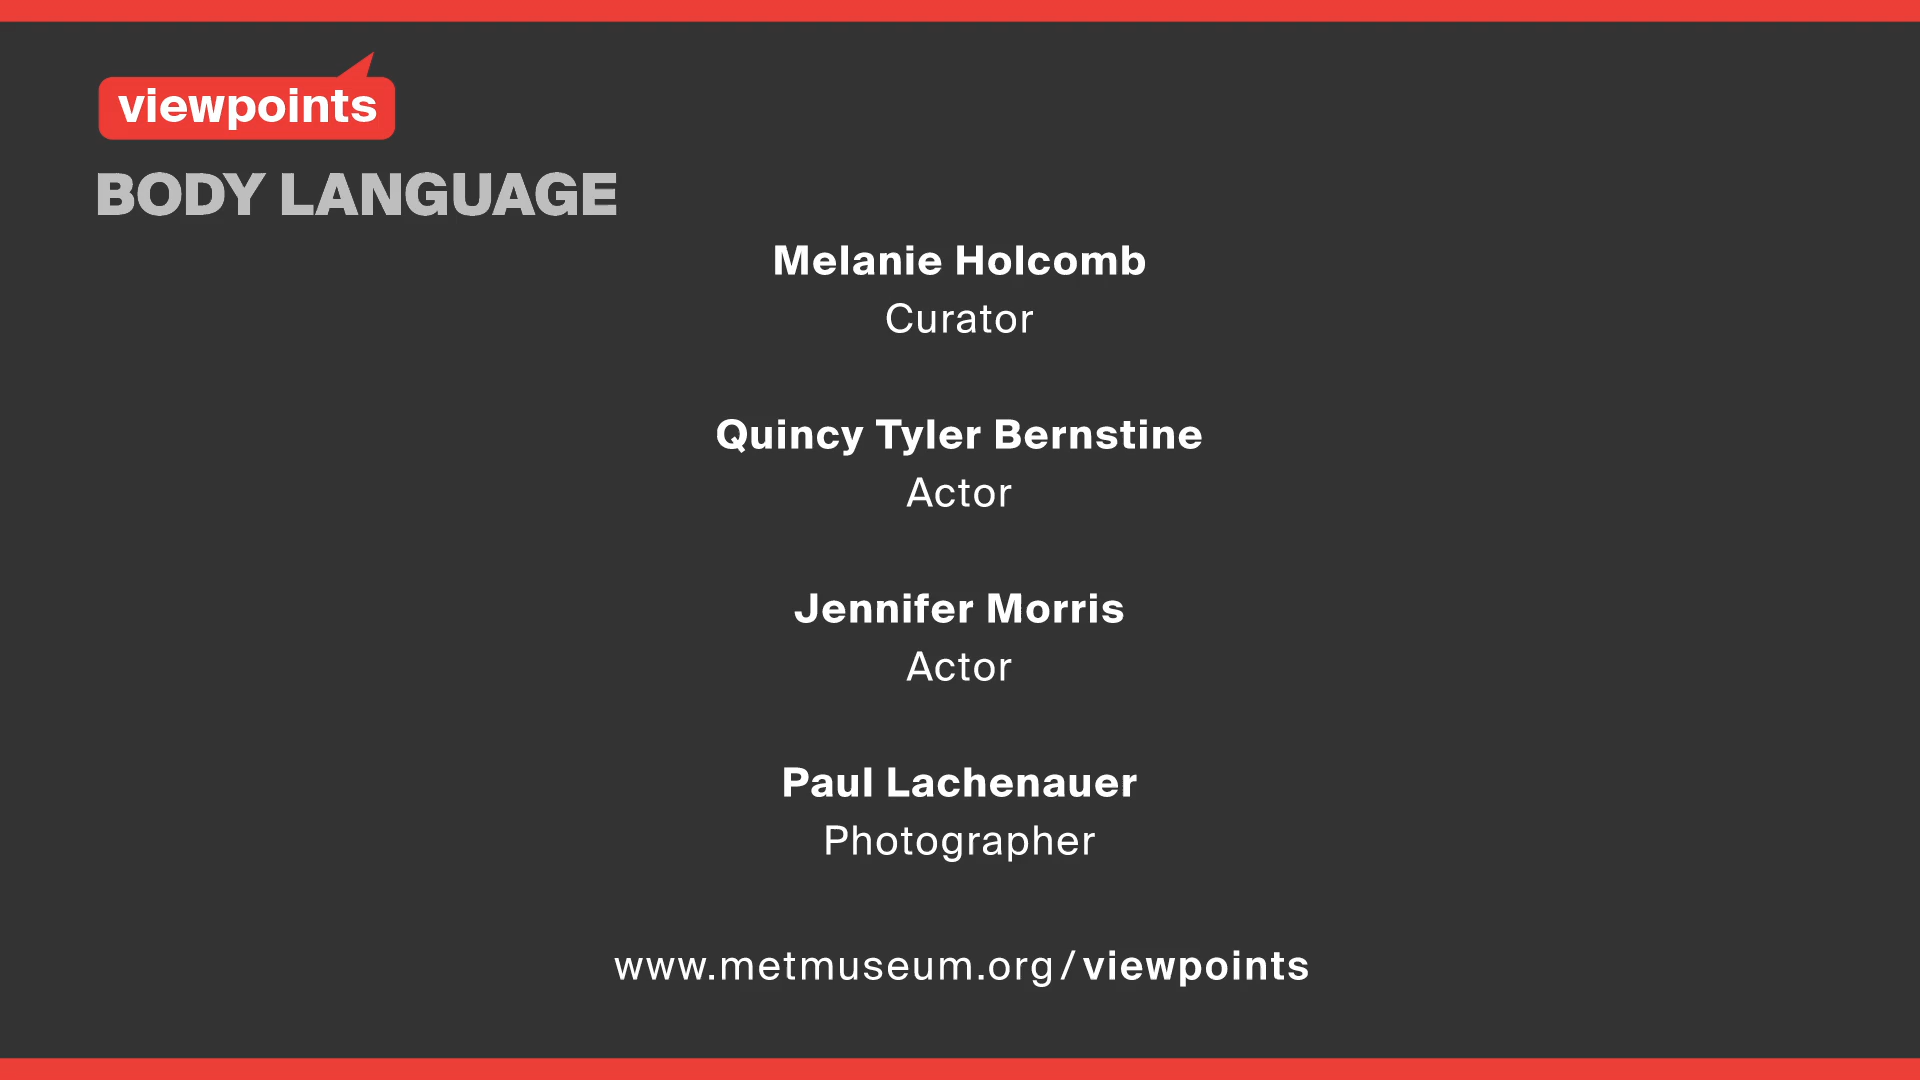 viewpoints
BODY LANGUAGE
Melanie Holcomb
Curator
Quincy Tyler Bernstine
Actor
Jennifer Morris
Actor
Paul Lachenauer
Photographer
www.metmuseum.org/viewpoints